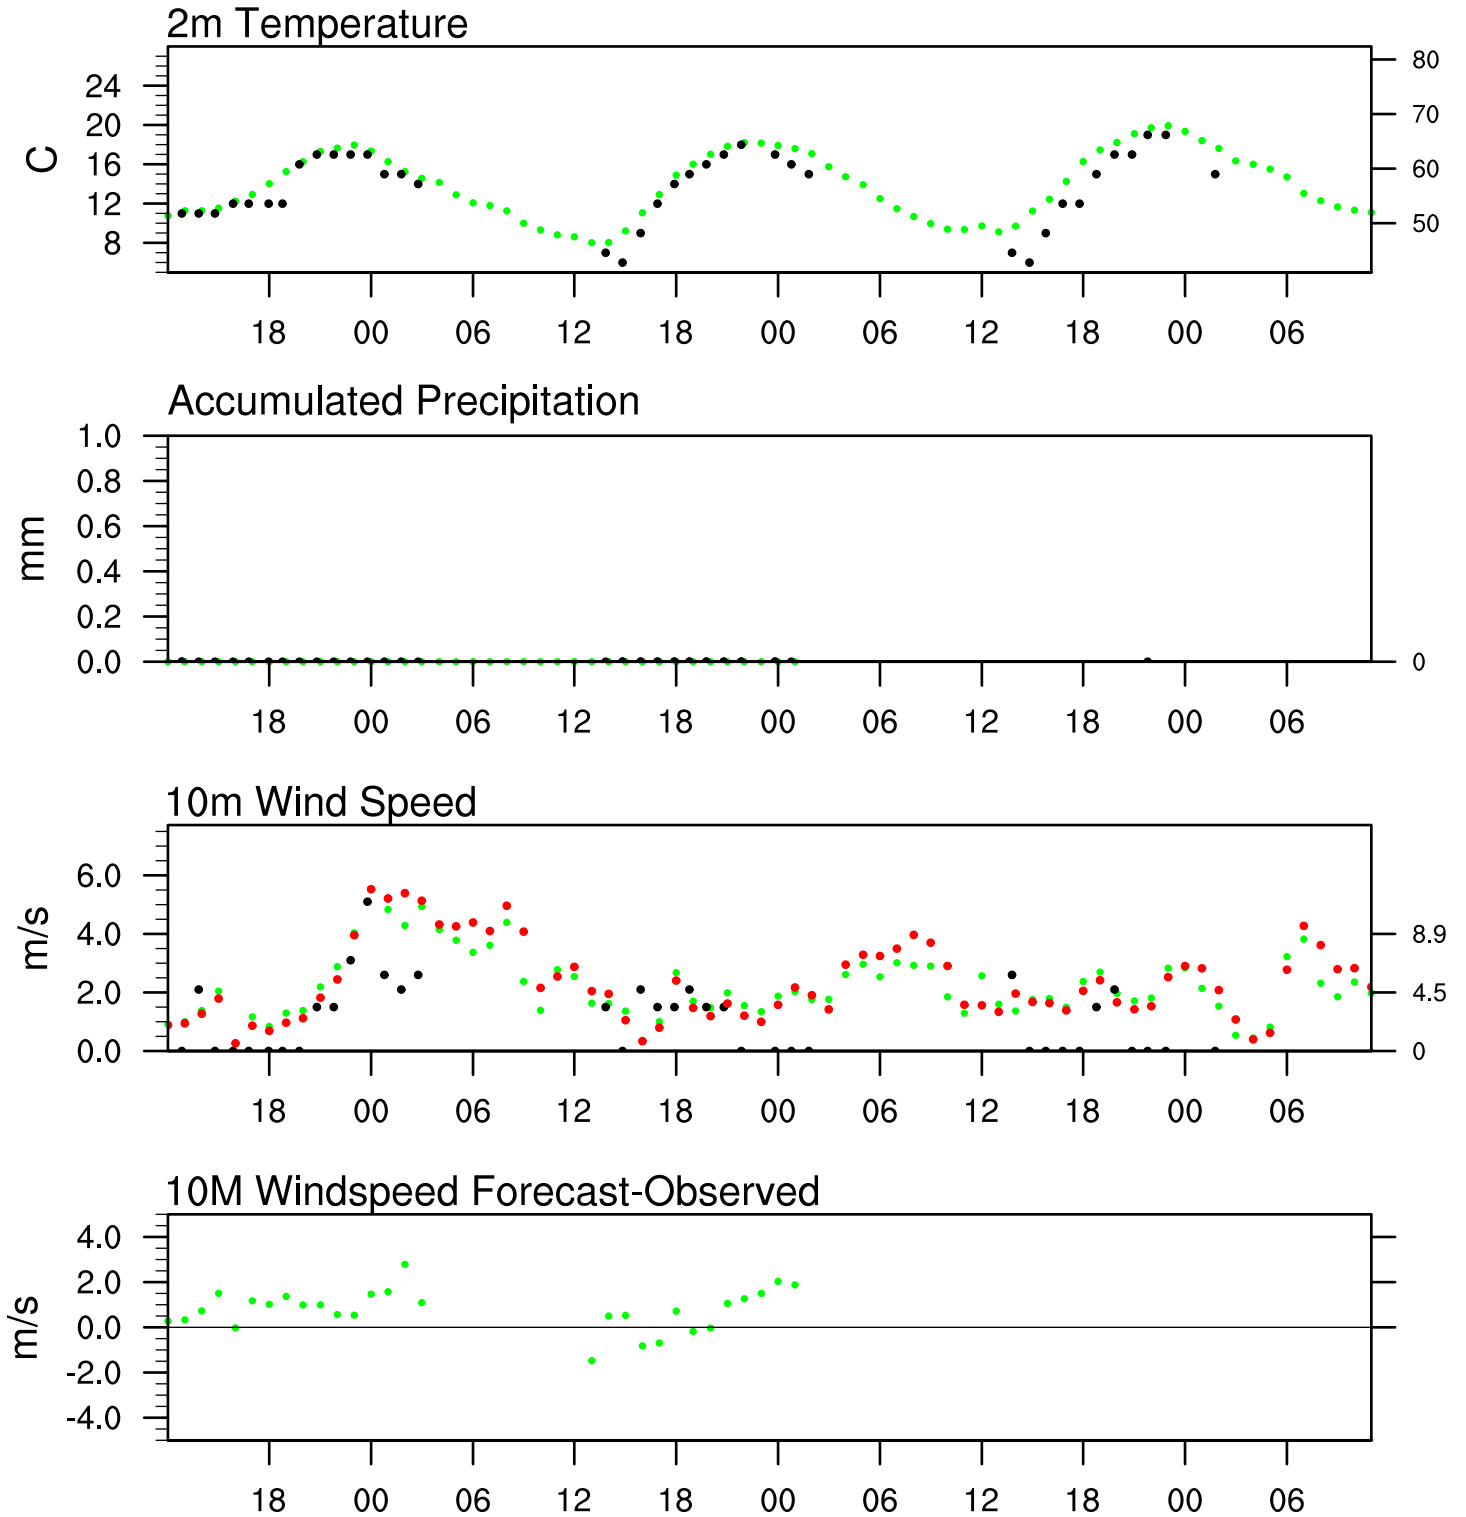 2m Temperature
24 80
20 70
16 60
12 50
8
C
18 00 06 12 18 00 06 12 18 00 06
Accumulated Precipitation
1.0
0.8
0.6
0.4
0.2
0.0 0
mm
18 00 06 12 18 00 06 12 18 00 06
10m Wind Speed
6.0
4.0 8.9
2.0 4.5
0.0 0
m/s
18 00 06 12 18 00 06 12 18 00 06
10M Windspeed Forecast-Observed
4.0
2.0
0.0
-2.0
-4.0
m/s
18 00 06 12 18 00 06 12 18 00 06